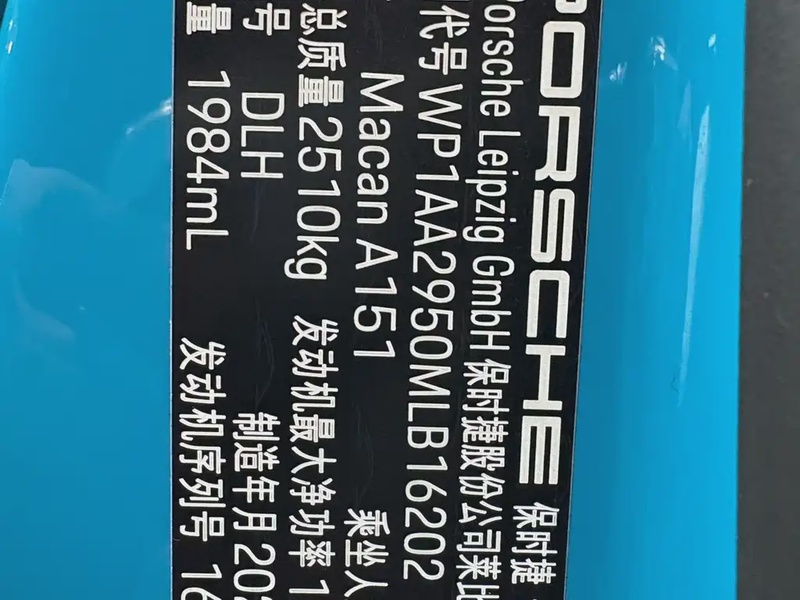 PORSCHE 保时捷
Porsche Leipzig GmbH 保时捷股份公司莱比
代号 WP1AA2950MLB16202
Macan A151 乘坐人
总质量 2510kg 发动机最大净功率 1
号 DLH 制造年月 202
量 1984mL 发动机序列号 16